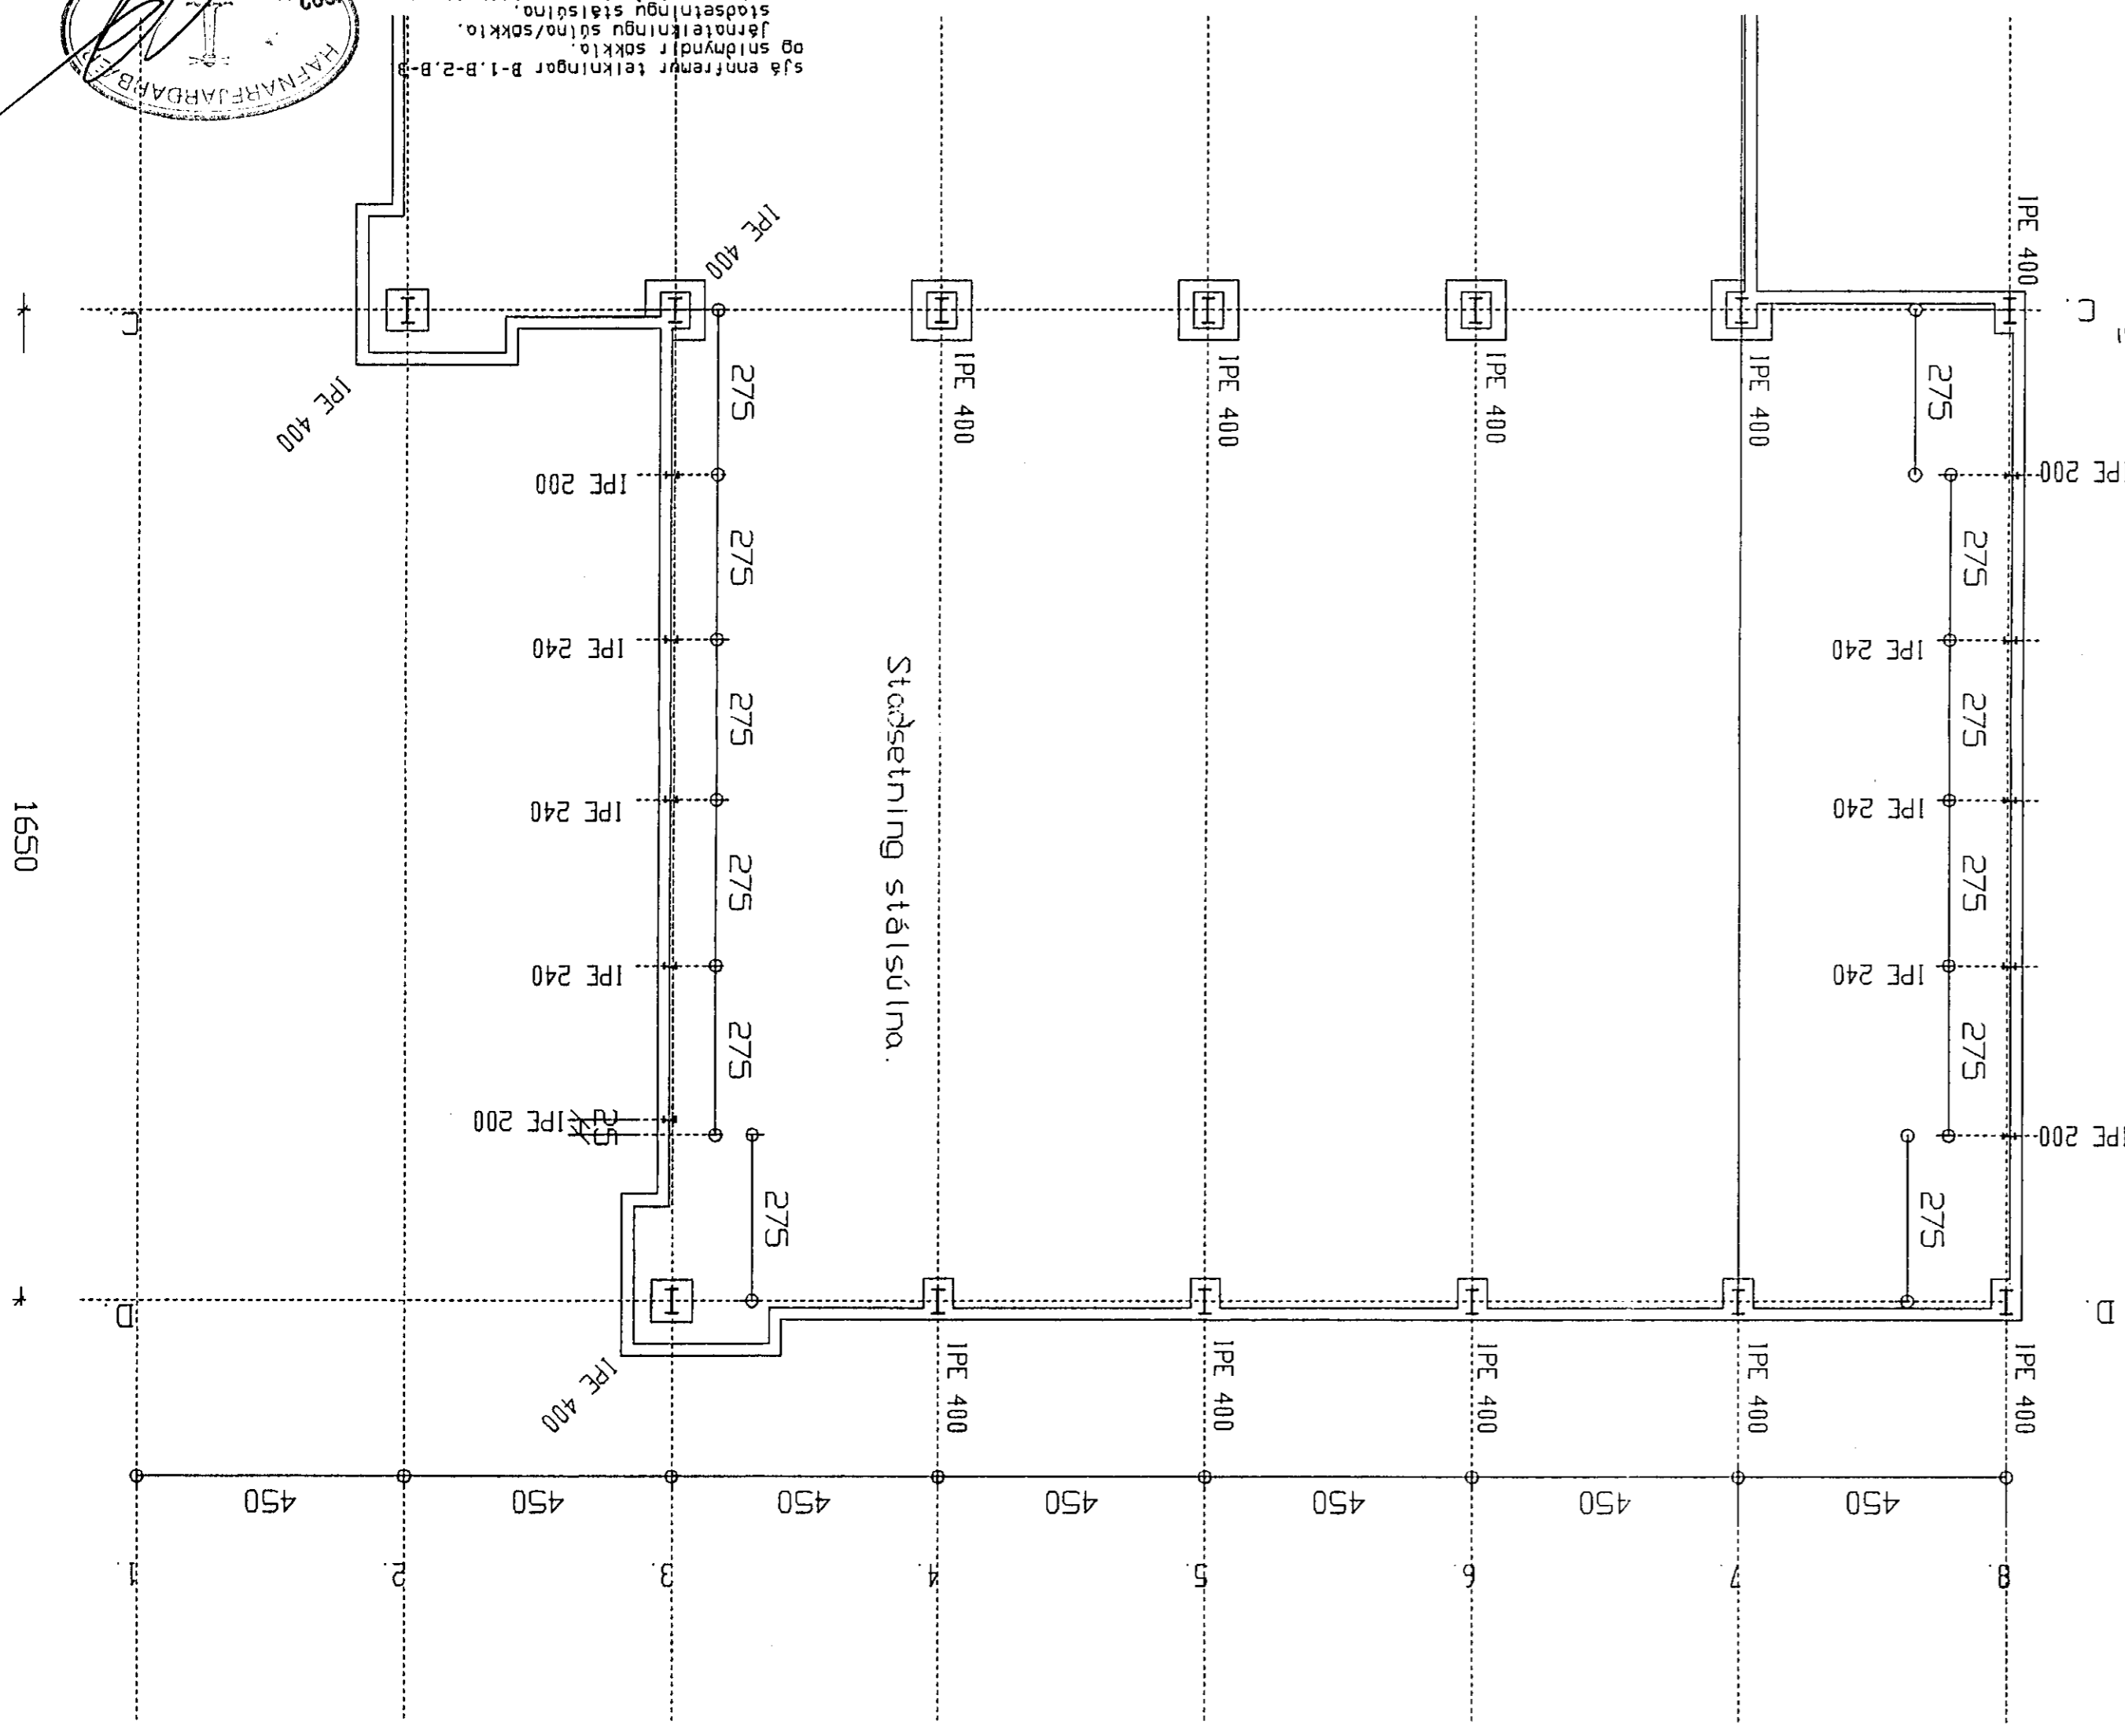 HAFNARFJARÐARBÆR
sjá ennfremur teikningar B-1,B-2,B-3
og sniðmyndir sökkla.
Járnateikningu súlna/sökkla.
staðsetningu stálsúlna.
IPE 400
IPE 400
IPE 400
IPE 400
IPE 400
IPE 400
IPE 400
C.
C.
275
275
275
275
275
275
275
275
275
275
275
275
IPE 200
IPE 240
IPE 240
IPE 240
IPE 200
25
IPE 200
IPE 240
IPE 240
IPE 240
IPE 200
Staðsetning stálsúlna.
1650
D.
D.
IPE 400
IPE 400
IPE 400
IPE 400
IPE 400
IPE 400
450
450
450
450
450
450
450
1.
2.
3.
4.
5.
6.
7.
8.